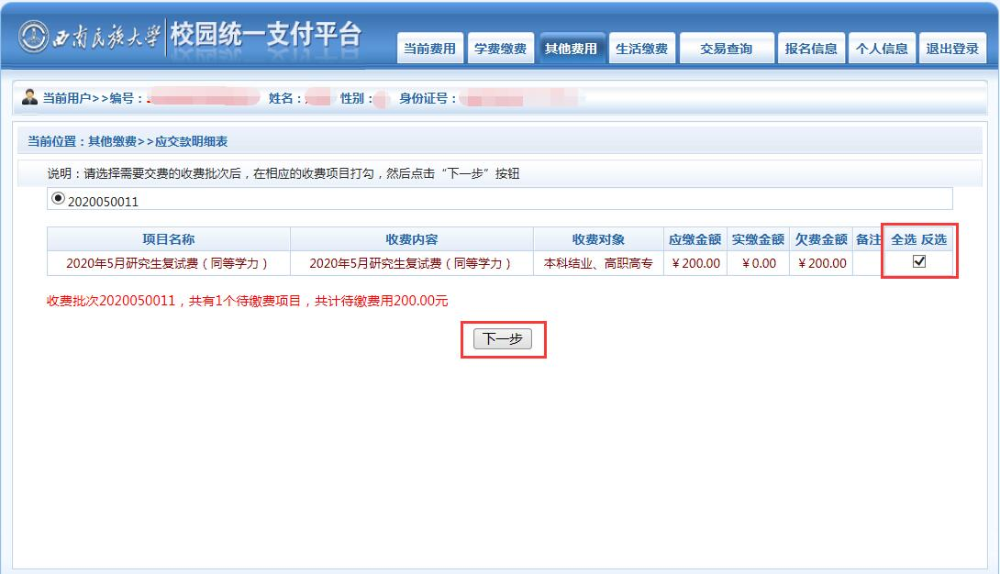 西南民族大学 校园统一支付平台
当前费用 学费缴费 其他费用 生活缴费 交易查询 报名信息 个人信息 退出登录
当前用户>>编号： 姓名： 性别： 身份证号：
当前位置：其他缴费>>应交款明细表
说明：请选择需要交费的收费批次后，在相应的收费项目打勾，然后点击“下一步”按钮
2020050011
项目名称 收费内容 收费对象 应缴金额 实缴金额 欠费金额 备注 全选 反选
2020年5月研究生复试费（同等学力） 2020年5月研究生复试费（同等学力） 本科结业、高职高专 ￥200.00 ￥0.00 ￥200.00
收费批次2020050011，共有1个待缴费项目，共计待缴费用200.00元
下一步